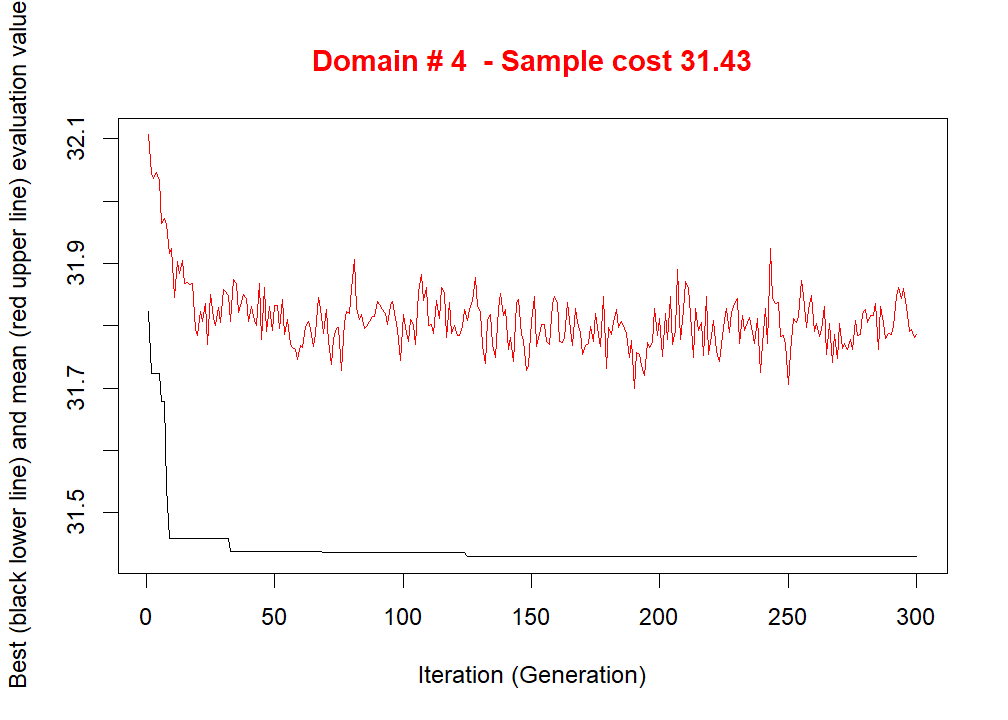 Domain # 4  - Sample cost 31.43
Best (black lower line) and mean (red upper line) evaluation value
32.1
31.9
31.7
31.5
0 50 100 150 200 250 300
Iteration (Generation)